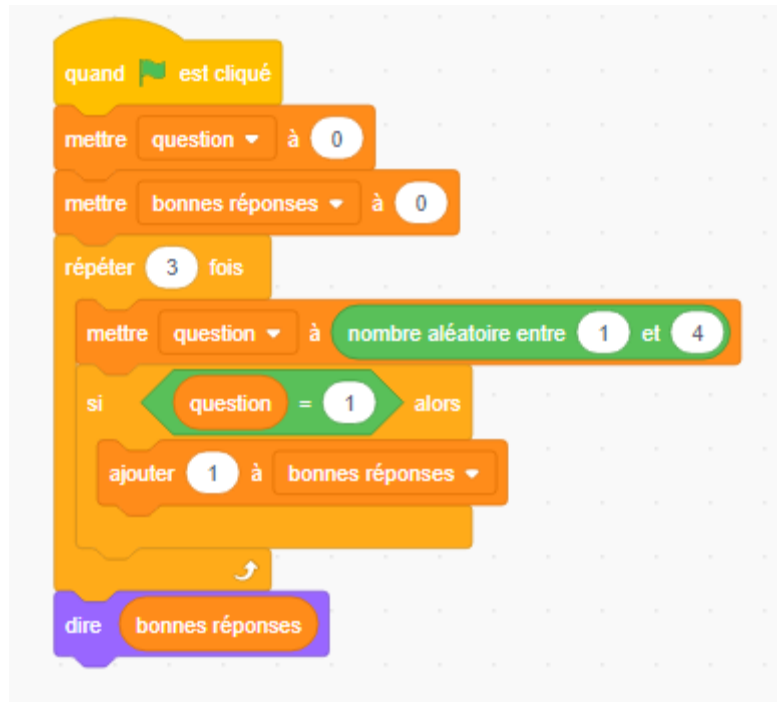 quand est cliqué
mettre question à 0
mettre bonnes réponses à 0
répéter 3 fois
mettre question à nombre aléatoire entre 1 et 4
si question = 1 alors
ajouter 1 à bonnes réponses
dire bonnes réponses